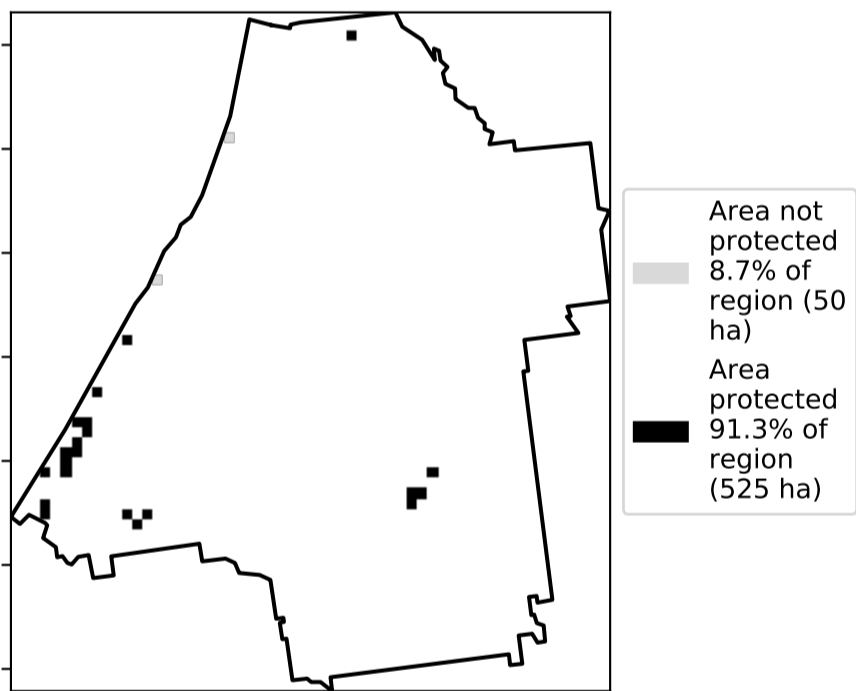 Area not
protected
8.7% of
region (50
ha)
Area
protected
91.3% of
region
(525 ha)